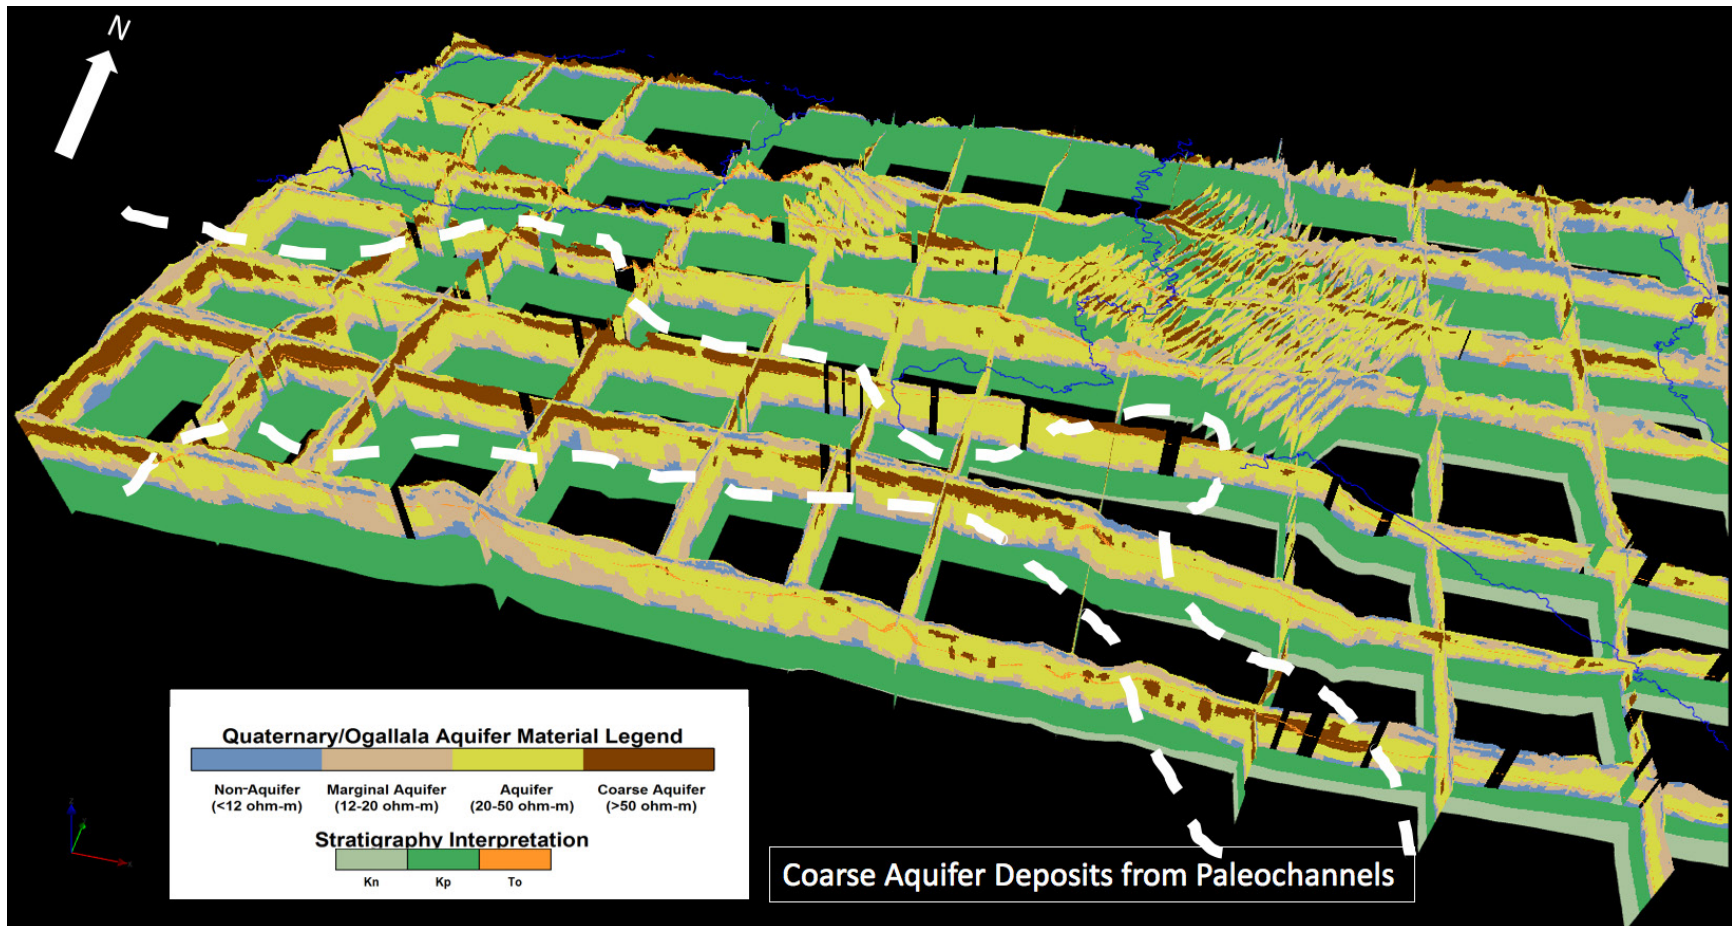 N
Quaternary/Ogallala Aquifer Material Legend
Non-Aquifer Marginal Aquifer Aquifer Coarse Aquifer
(<12 ohm-m) (12-20 ohm-m) (20-50 ohm-m) (>50 ohm-m)
Stratigraphy Interpretation
Kn Kp To
Coarse Aquifer Deposits from Paleochannels